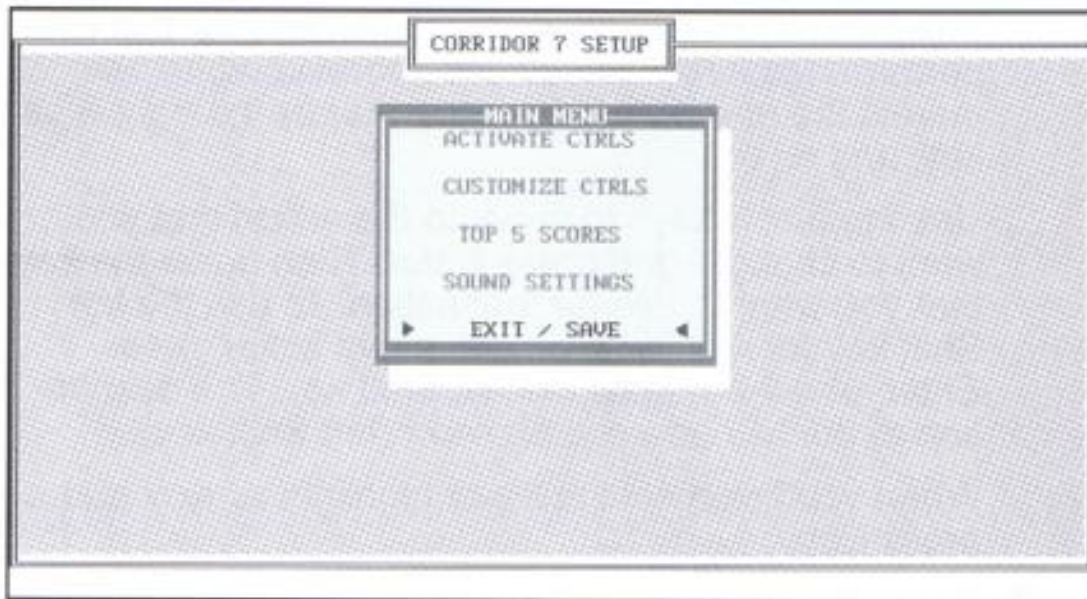 CORRIDOR 7 SETUP
MAIN MENU
ACTIVATE CTRLS
CUSTOMIZE CTRLS
TOP 5 SCORES
SOUND SETTINGS
► EXIT / SAVE ◄